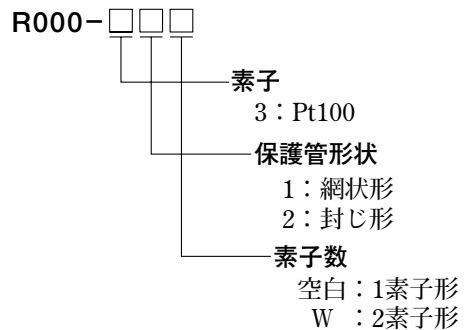 R000-□□□
素子
3：Pt100
保護管形状
1：網状形
2：封じ形
素子数
空白：1素子形
W ：2素子形